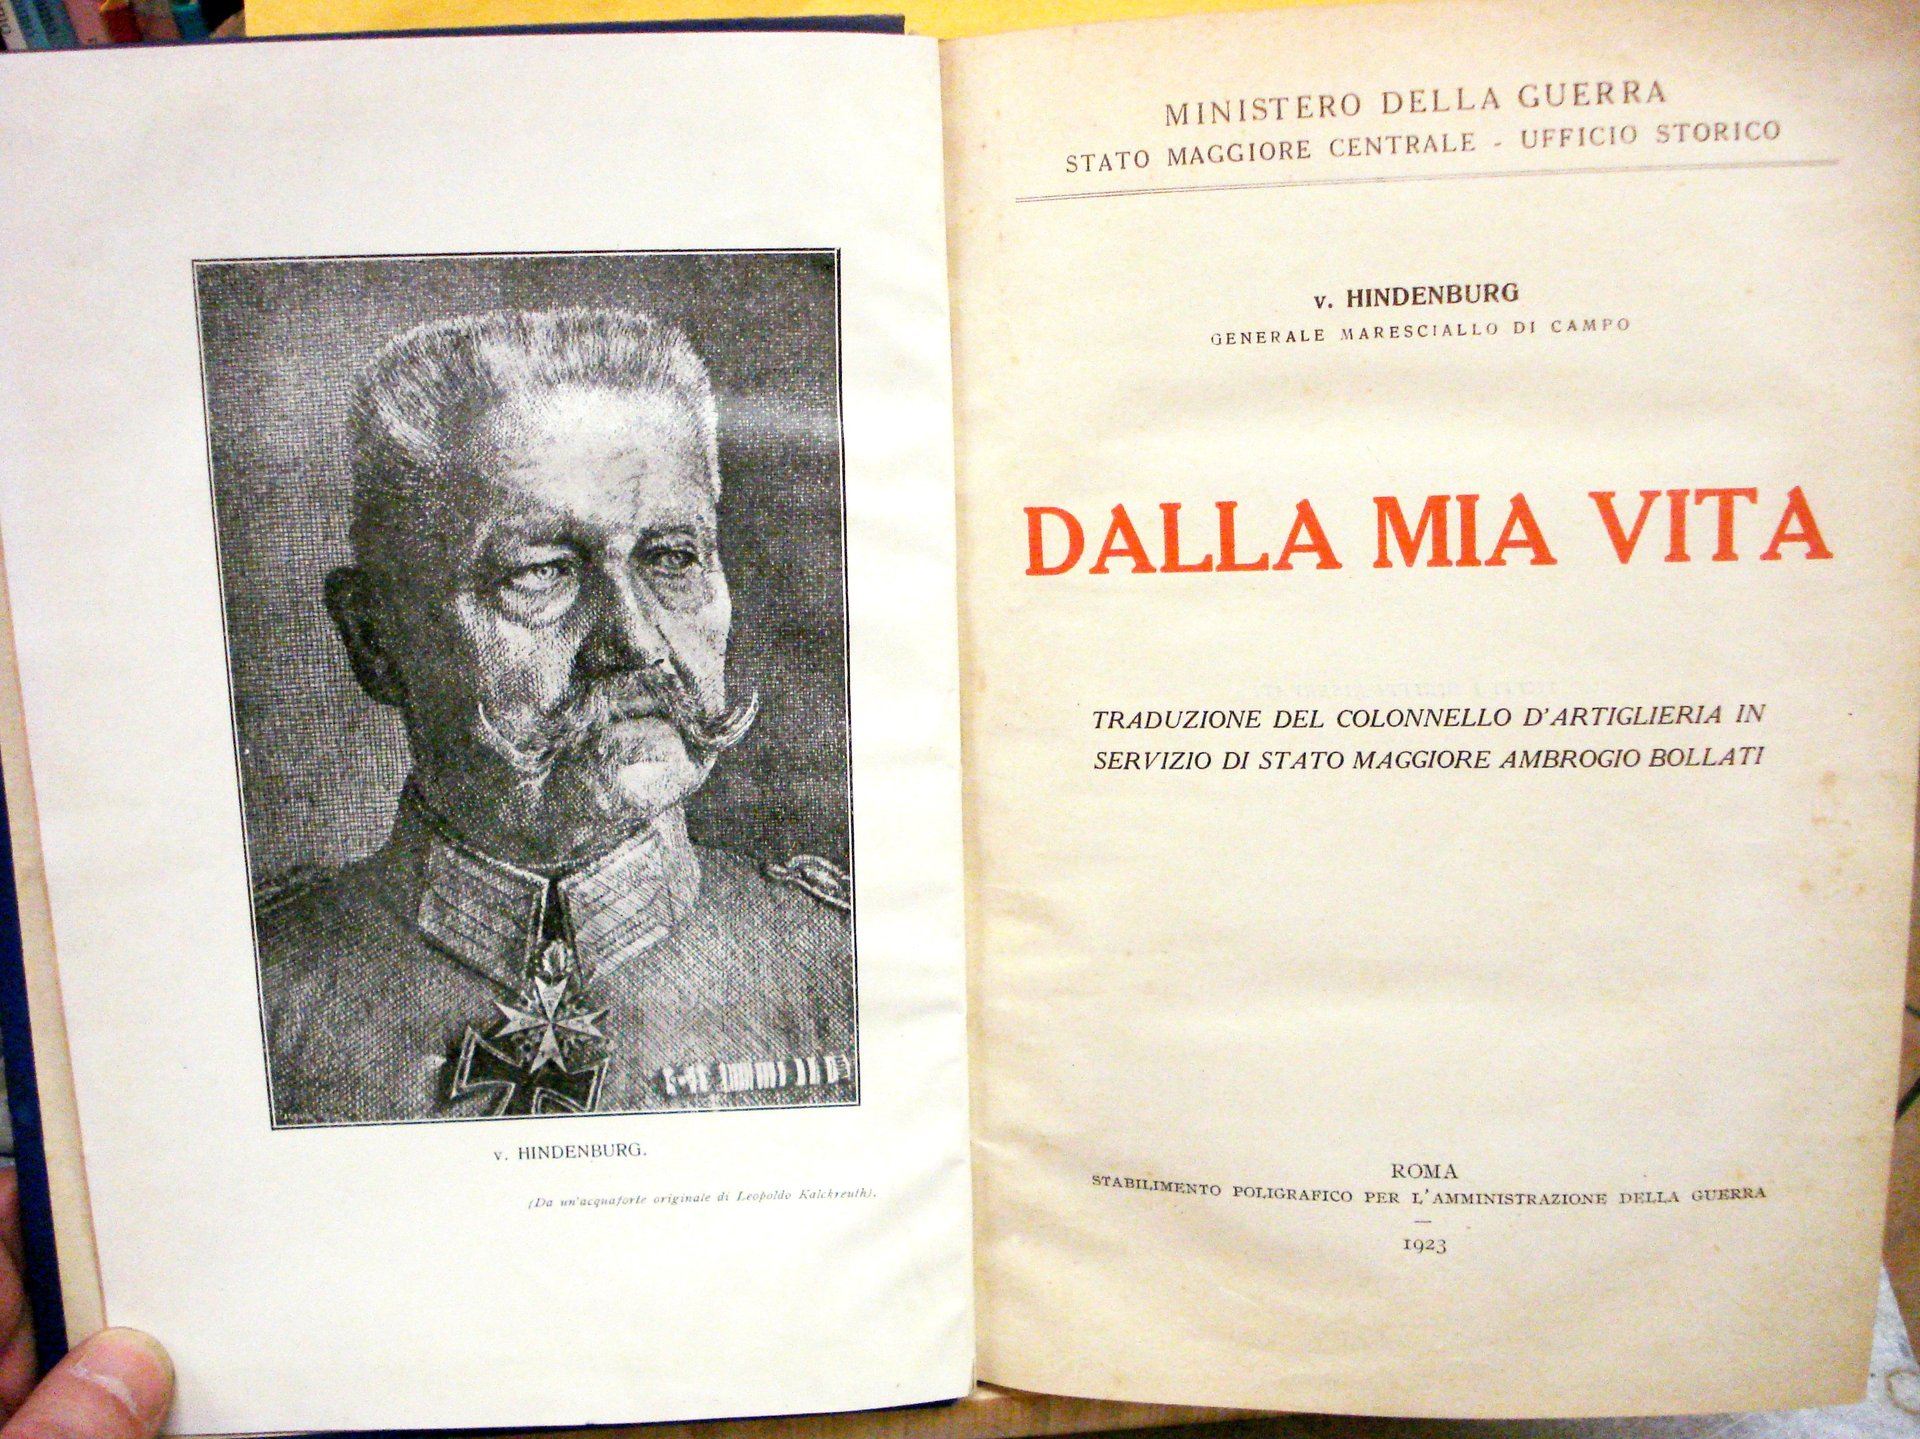 v. HINDENBURG.
(Da un'acquaforte originale di Leopoldo Kalckreuth).
MINISTERO DELLA GUERRA
STATO MAGGIORE CENTRALE - UFFICIO STORICO
v. HINDENBURG
GENERALE MARESCIALLO DI CAMPO
DALLA MIA VITA
TRADUZIONE DEL COLONNELLO D'ARTIGLIERIA IN
SERVIZIO DI STATO MAGGIORE AMBROGIO BOLLATI
ROMA
STABILIMENTO POLIGRAFICO PER L'AMMINISTRAZIONE DELLA GUERRA
—
1923